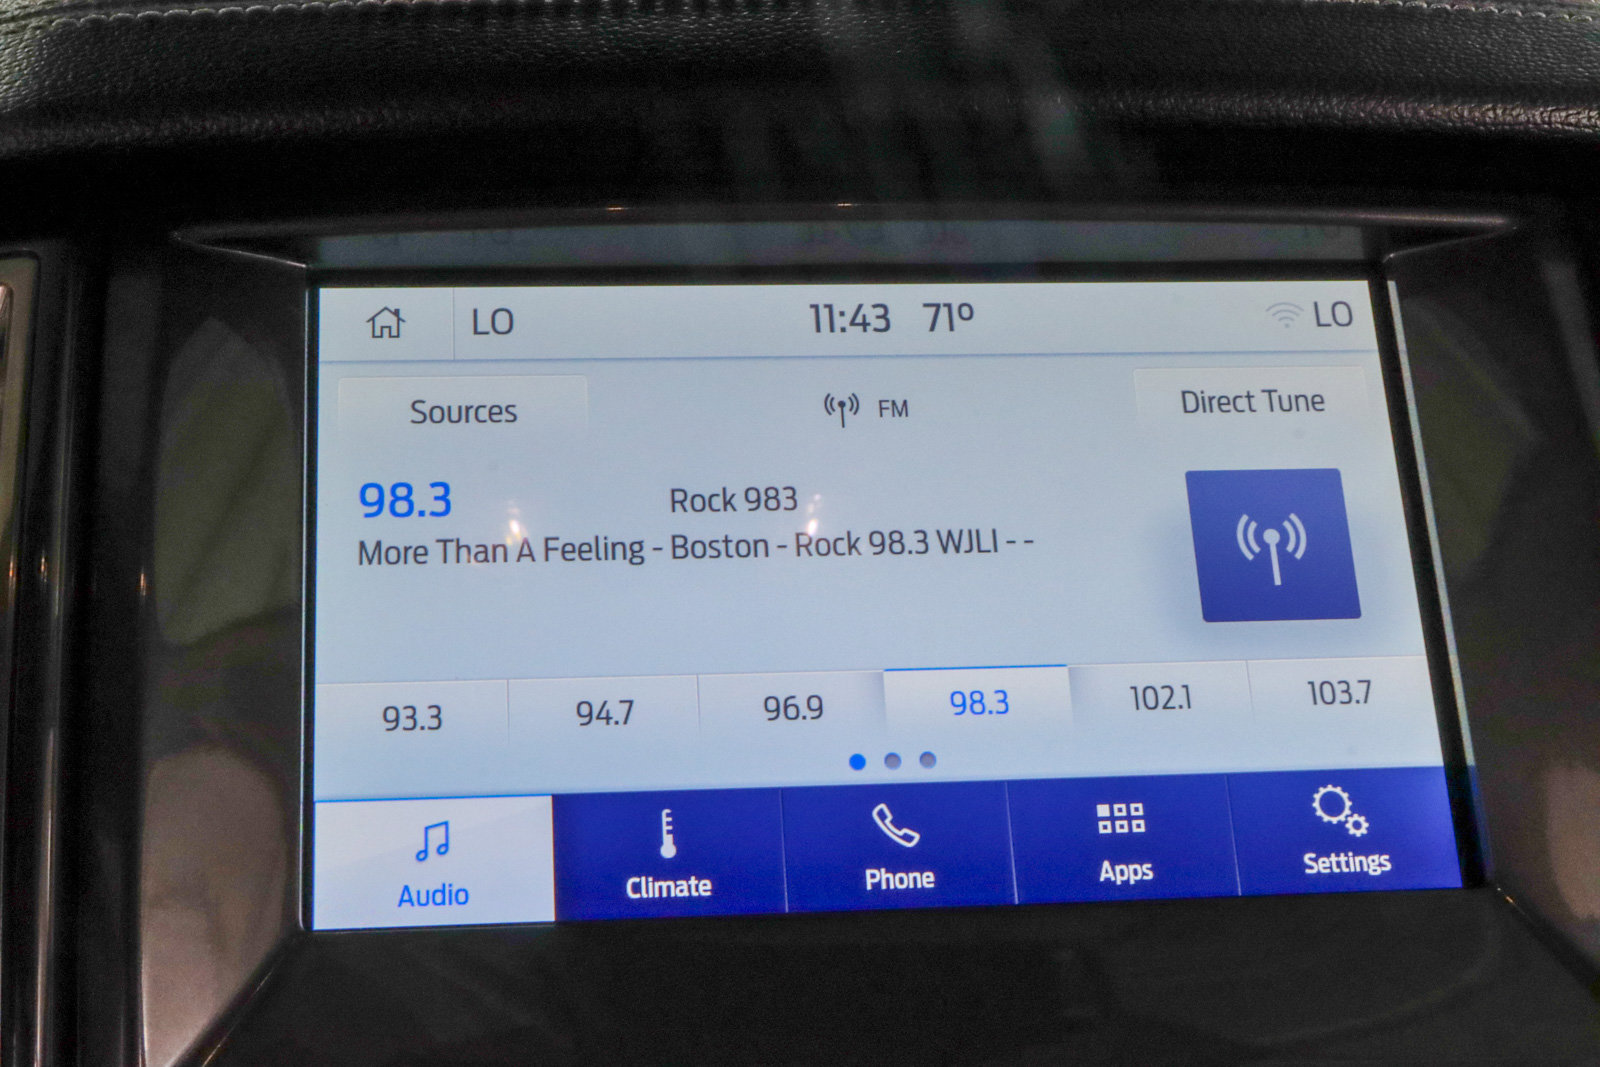 LO 11:43 71° LO
Sources FM Direct Tune
98.3 Rock 983
More Than A Feeling - Boston - Rock 98.3 WJLI - -
93.3 94.7 96.9 98.3 102.1 103.7
Audio Climate Phone Apps Settings